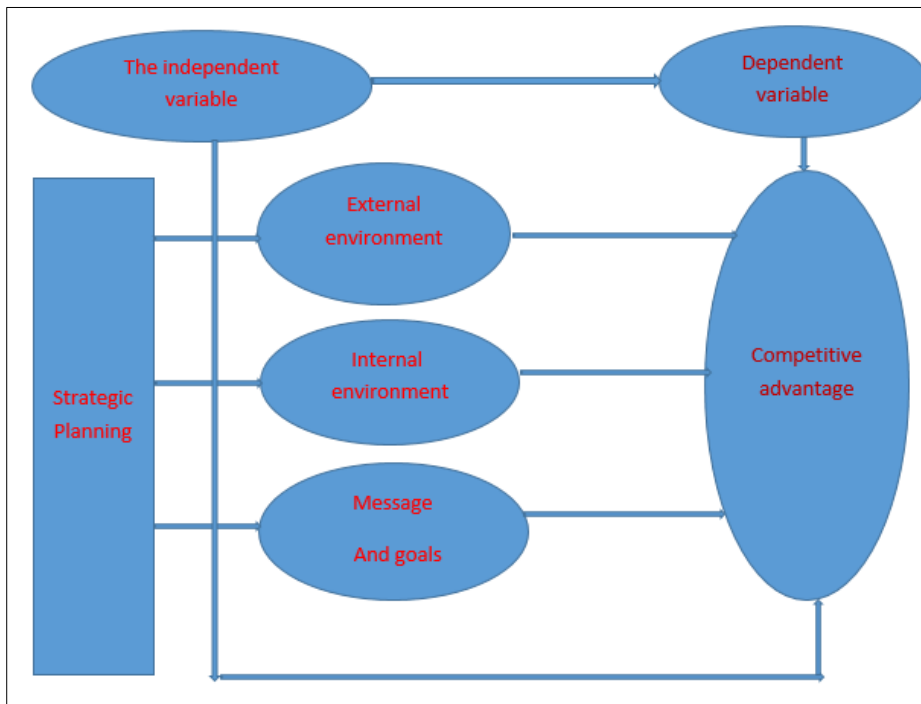 The independent
variable
Dependent
variable
External
environment
Internal
environment
Strategic
Planning
Message
And goals
Competitive
advantage